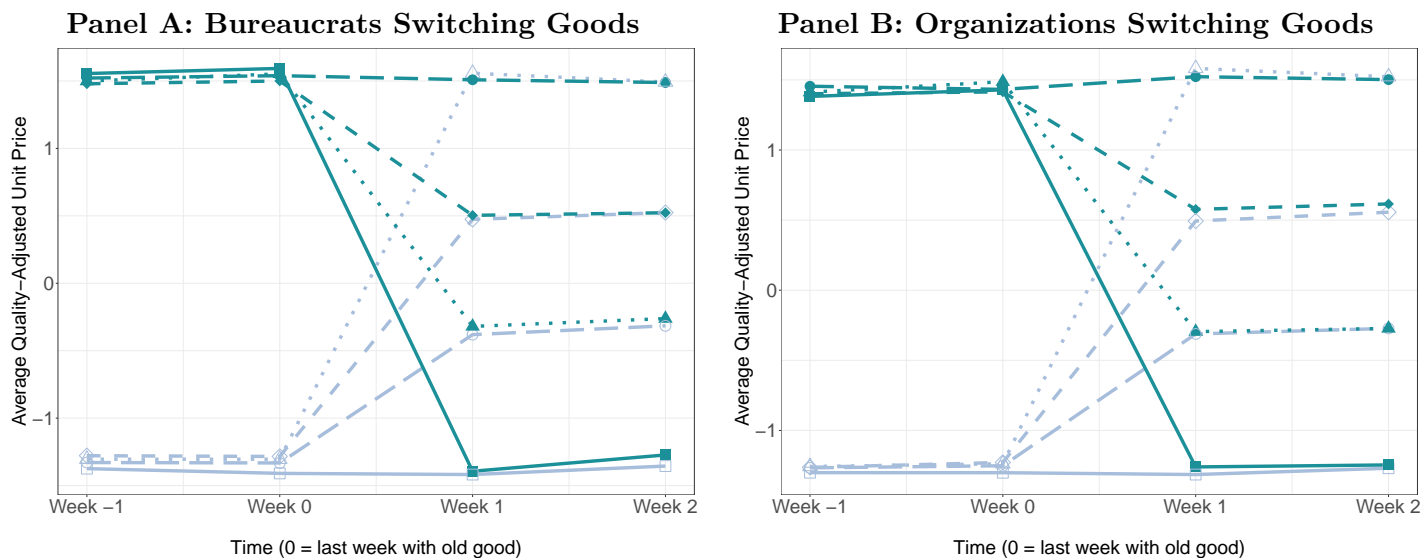 Panel A: Bureaucrats Switching Goods
Average Quality−Adjusted Unit Price
1
0
−1
Week −1
Week 0
Week 1
Week 2
Time (0 = last week with old good)
Panel B: Organizations Switching Goods
Average Quality−Adjusted Unit Price
1
0
−1
Week −1
Week 0
Week 1
Week 2
Time (0 = last week with old good)